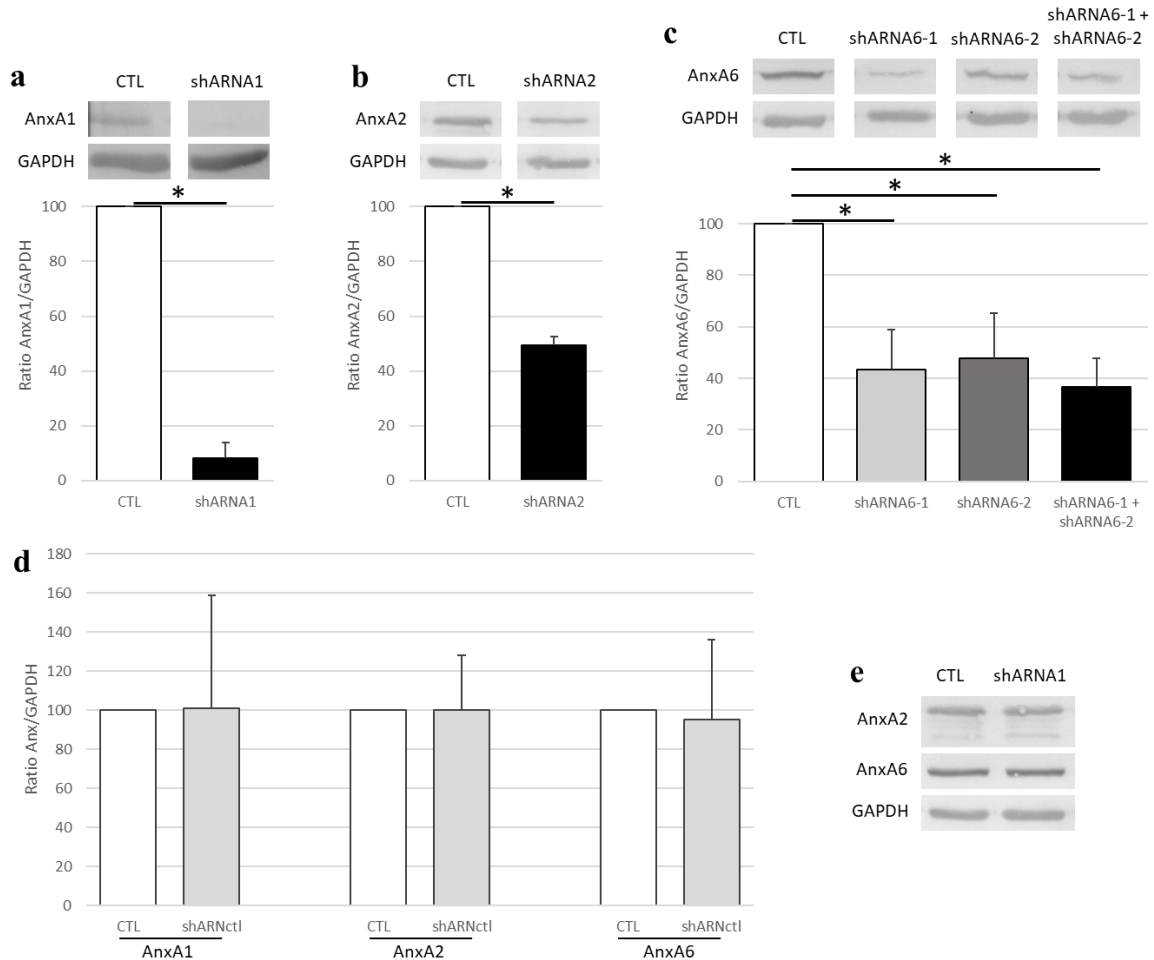 a
CTL shARNA1
AnxA1
GAPDH
*
Ratio AnxA1/GAPDH
100
80
60
40
20
0
CTL shARNA1
b
CTL shARNA2
AnxA2
GAPDH
*
Ratio AnxA2/GAPDH
100
80
60
40
20
0
CTL shARNA2
c
CTL shARNA6-1 shARNA6-2 shARNA6-1 +
shARNA6-2
AnxA6
GAPDH
*
*
*
Ratio AnxA6/GAPDH
100
80
60
40
20
0
CTL shARNA6-1 shARNA6-2 shARNA6-1 +
shARNA6-2
d
Ratio Anx/GAPDH
180
160
140
120
100
80
60
40
20
0
CTL shARNctl CTL shARNctl CTL shARNctl
AnxA1 AnxA2 AnxA6
e
CTL shARNA1
AnxA2
AnxA6
GAPDH